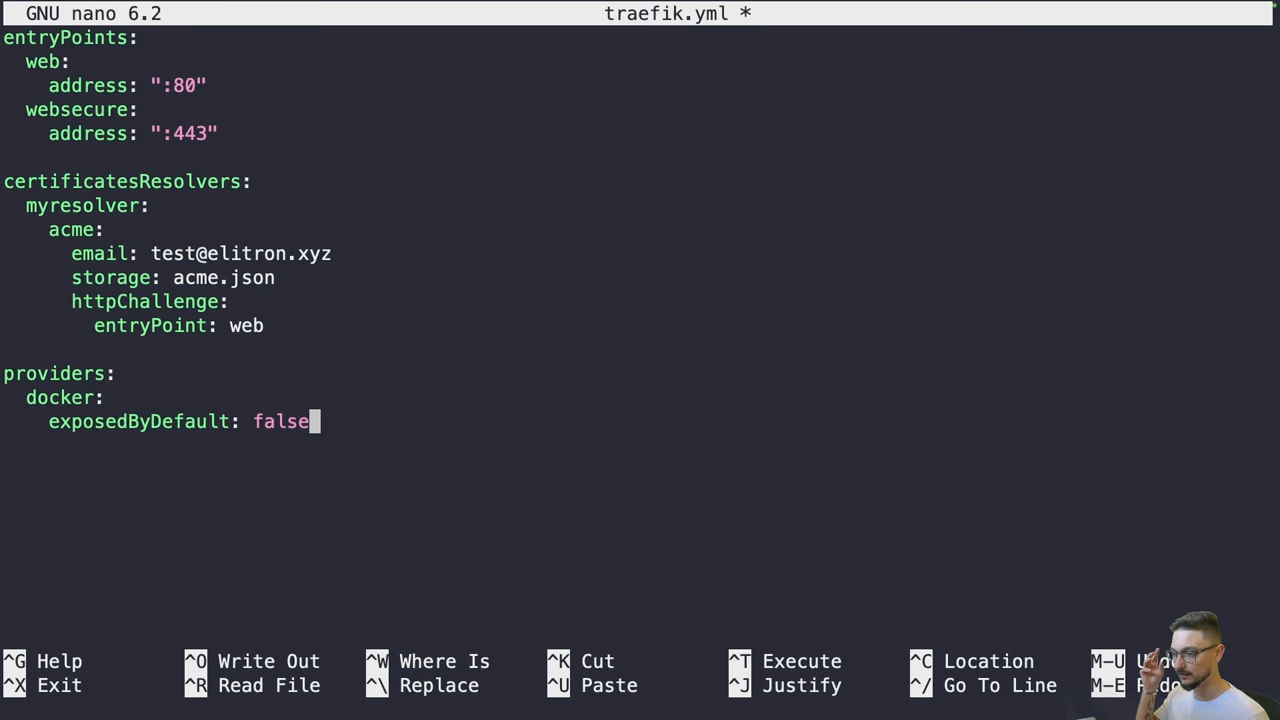 GNU nano 6.2 traefik.yml *
entryPoints:
  web:
    address: ":80"
  websecure:
    address: ":443"

certificatesResolvers:
  myresolver:
    acme:
      email: test@elitron.xyz
      storage: acme.json
      httpChallenge:
        entryPoint: web

providers:
  docker:
    exposedByDefault: false
^G Help ^O Write Out ^W Where Is ^K Cut ^T Execute ^C Location M-U
^X Exit ^R Read File ^\ Replace ^U Paste ^J Justify ^/ Go To Line M-E